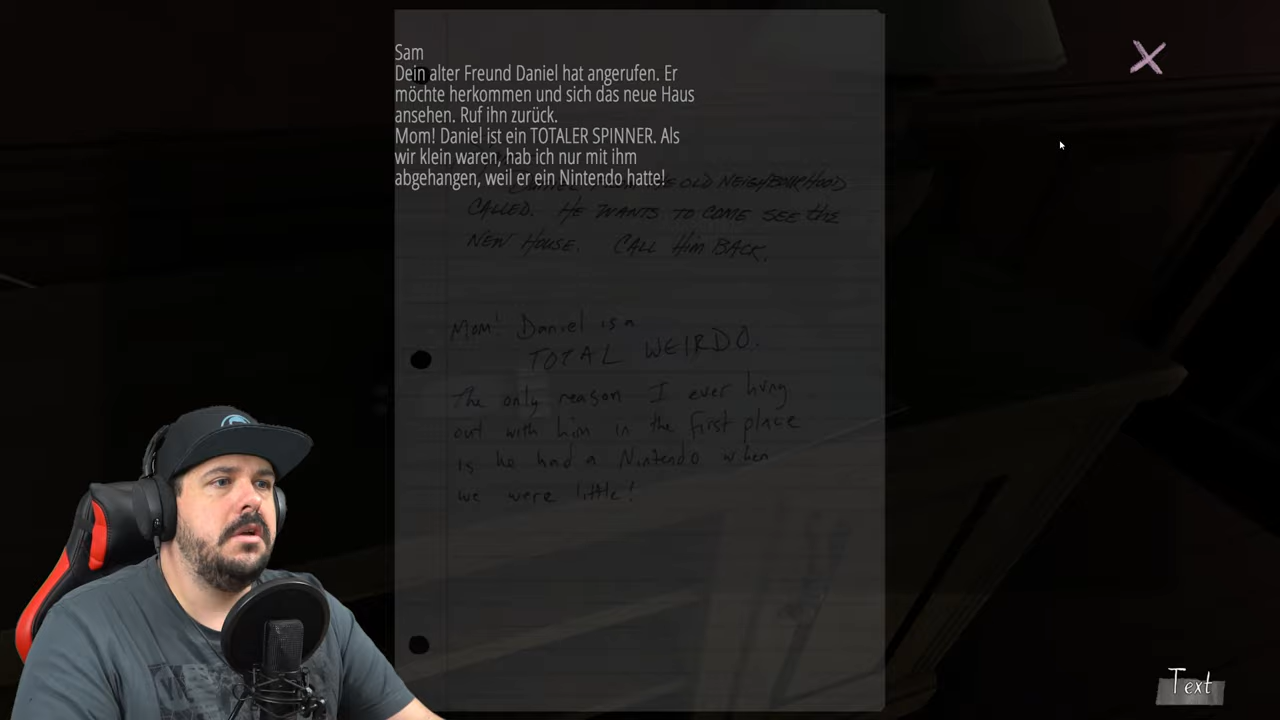 Sam
Dein alter Freund Daniel hat angerufen. Er
möchte herkommen und sich das neue Haus
ansehen. Ruf ihn zurück.
Mom! Daniel ist ein TOTALER SPINNER. Als
wir klein waren, hab ich nur mit ihm
abgehangen, weil er ein Nintendo hatte!
OLD NEIGHBOURHOOD
CALLED. HE WANTS TO COME SEE the
NEW HOUSE. CALL HIM BACK.
Mom! Daniel is a
TOTAL WEIRDO.
The only reason I ever hung
out with him in the first place
is he had a Nintendo when
we were little!
Text